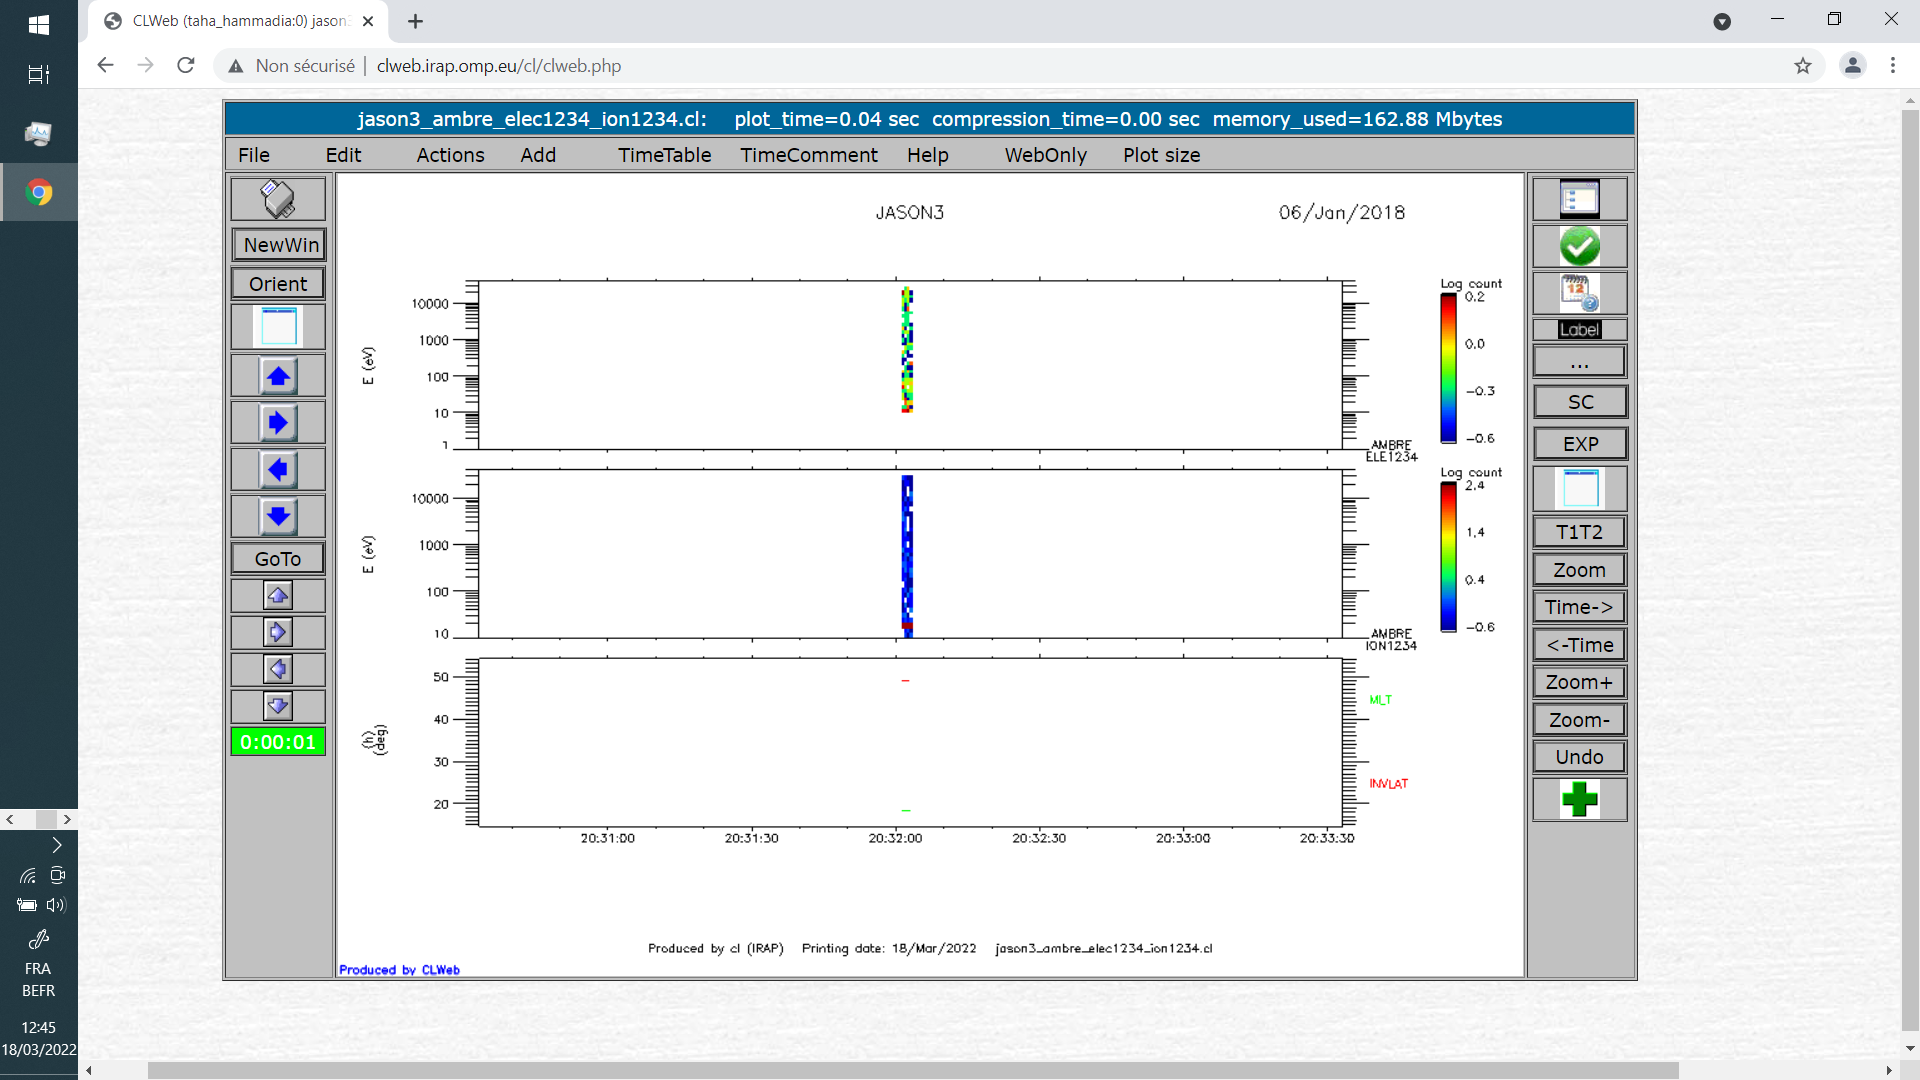 CLWeb (taha_hammadia:0) jason3
Non sécurisé | clweb.irap.omp.eu/cl/clweb.php
jason3_ambre_elec1234_ion1234.cl: plot_time=0.04 sec compression_time=0.00 sec memory_used=162.88 Mbytes
File Edit Actions Add TimeTable TimeComment Help WebOnly Plot size
NewWin
Orient
GoTo
0:00:01
JASON3
06/Jan/2018
10000
1000
100
10
1
E (eV)
Log count
0.2
0.0
-0.3
-0.6
AMBRE
ELE1234
10000
1000
100
10
E (eV)
Log count
2.4
1.4
0.4
-0.6
AMBRE
ION1234
50
40
30
20
(h)
(deg)
MLT
INVLAT
20:31:00 20:31:30 20:32:00 20:32:30 20:33:00 20:33:30
Produced by cl (IRAP) Printing date: 18/Mar/2022 jason3_ambre_elec1234_ion1234.cl
Produced by CLWeb
12
Label
...
SC
EXP
T1T2
Zoom
Time->
<-Time
Zoom+
Zoom-
Undo
FRA
BEFR
12:45
18/03/2022